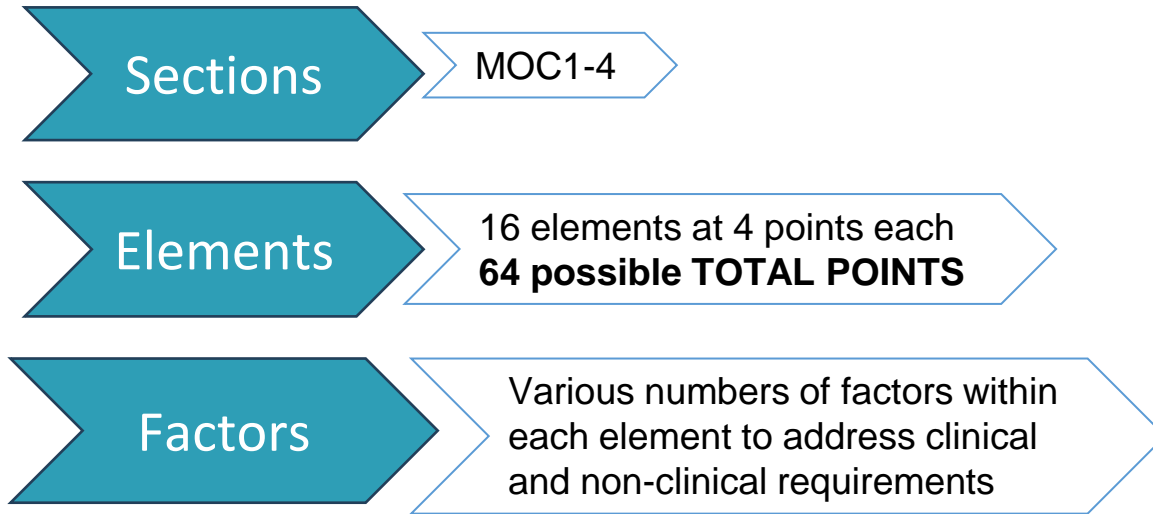 Sections
MOC1-4
Elements
16 elements at 4 points each
64 possible TOTAL POINTS
Factors
Various numbers of factors within
each element to address clinical
and non-clinical requirements